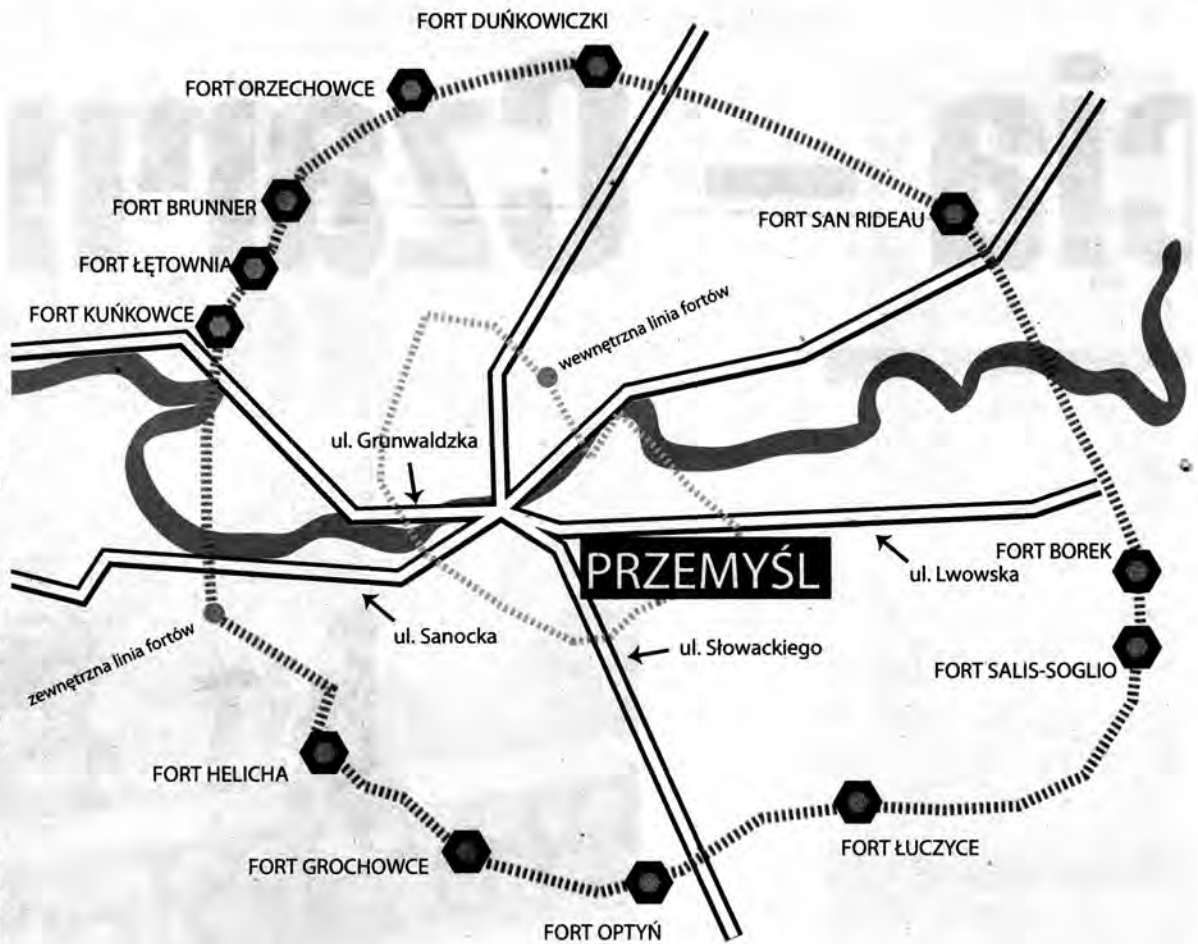 FORT DUŃKOWICZKI
FORT ORZECHOWCE
FORT BRUNNER
FORT SAN RIDEAU
FORT ŁĘTOWNIA
FORT KUŃKOWCE
wewnętrzna linia fortów
ul. Grunwaldzka
PRZEMYŚL
FORT BOREK
ul. Lwowska
ul. Sanocka
ul. Słowackiego
zewnętrzna linia fortów
FORT SALIS-SOGLIO
FORT HELICHA
FORT GROCHOWCE
FORT ŁUCZYCE
FORT OPTYŃ